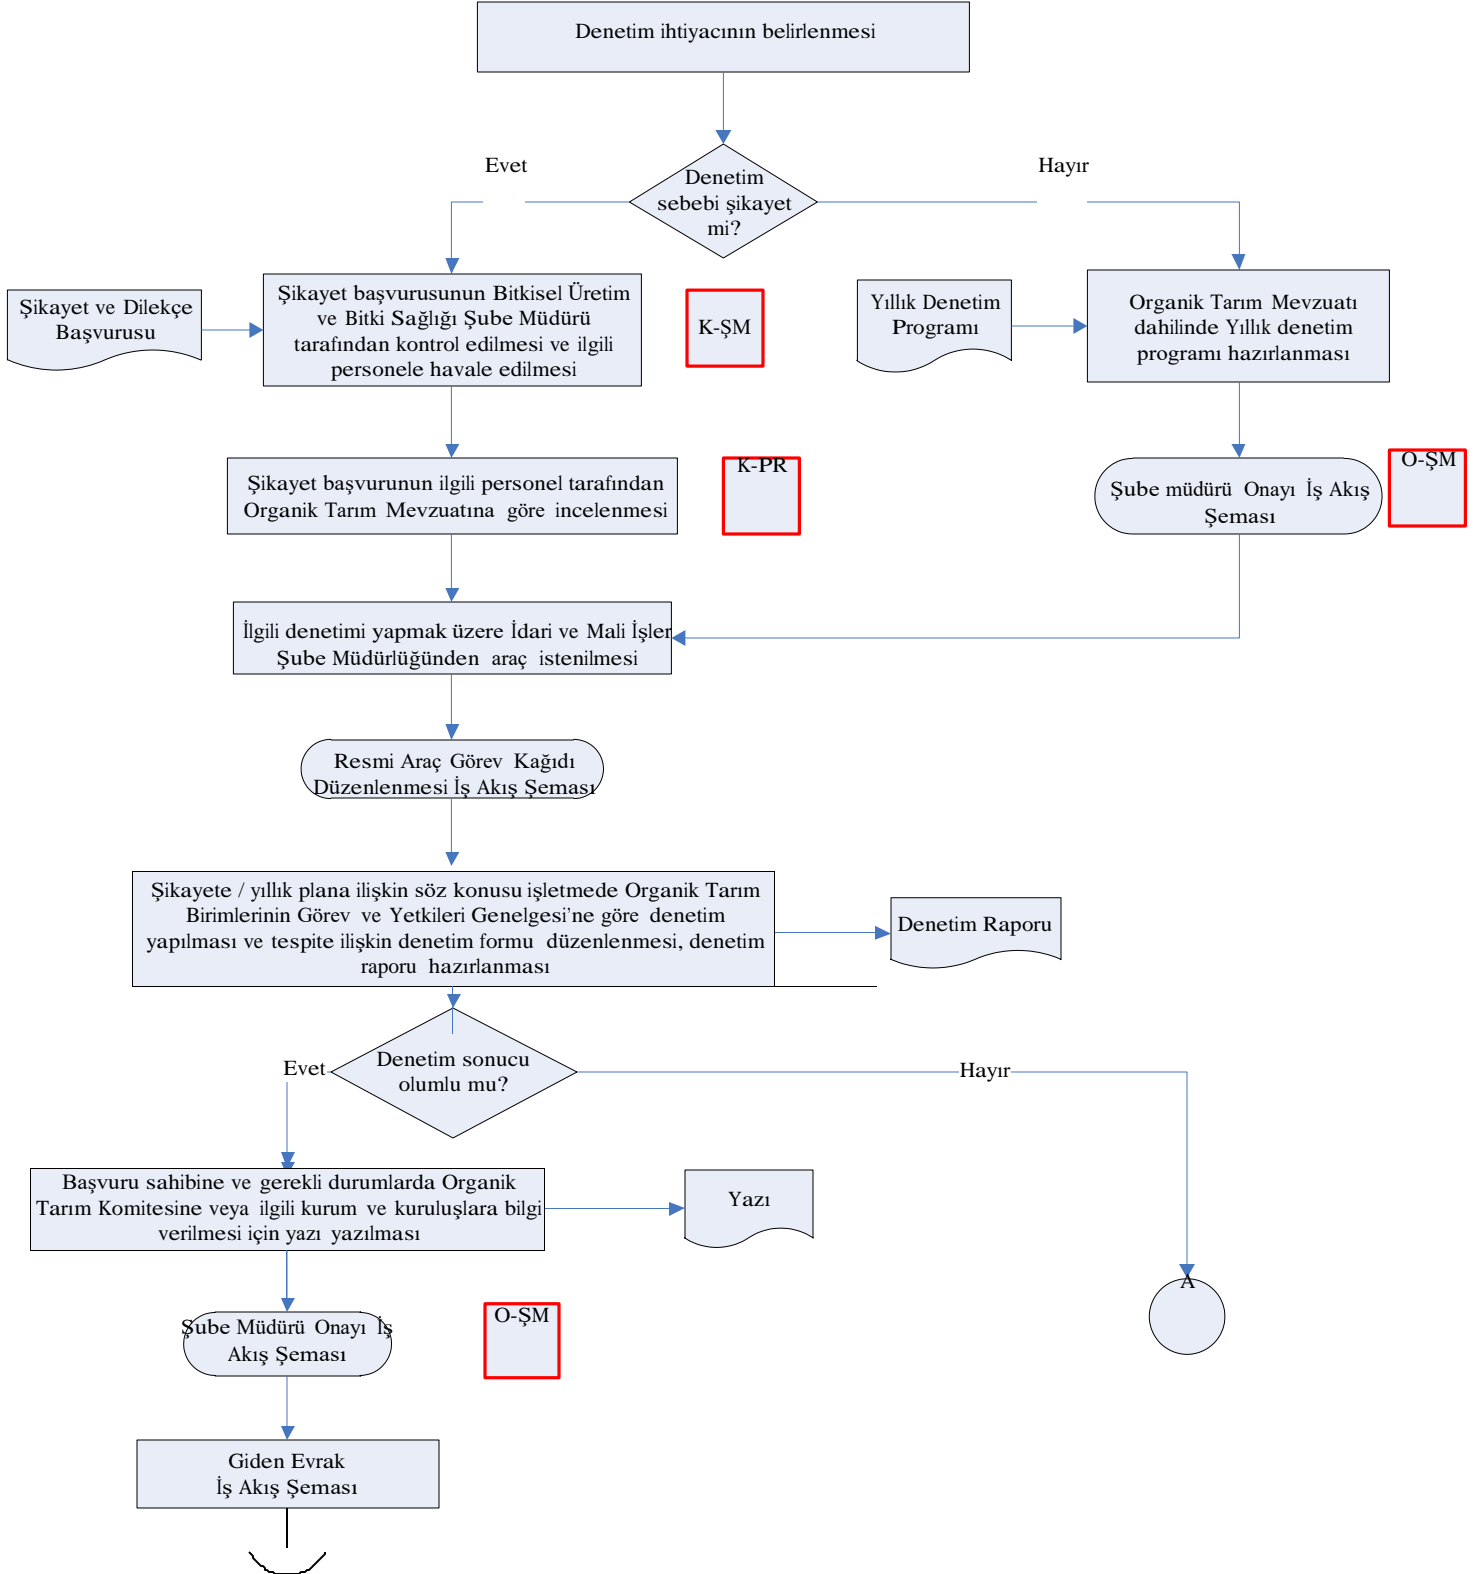 Denetim ihtiyacının belirlenmesi
Evet
Hayır
Denetim
sebebi şikayet
mi?
Şikayet ve Dilekçe
Başvurusu
Şikayet başvurusunun Bitkisel Üretim
ve Bitki Sağlığı Şube Müdürü
tarafından kontrol edilmesi ve ilgili
personele havale edilmesi
K-ŞM
Yıllık Denetim
Programı
Organik Tarım Mevzuatı
dahilinde Yıllık denetim
programı hazırlanması
Şikayet başvurunun ilgili personel tarafından
Organik Tarım Mevzuatına göre incelenmesi
K-PR
Şube müdürü Onayı İş Akış
Şeması
O-ŞM
İlgili denetimi yapmak üzere İdari ve Mali İşler
Şube Müdürlüğünden araç istenilmesi
Resmi Araç Görev Kağıdı
Düzenlenmesi İş Akış Şeması
Şikayete / yıllık plana ilişkin söz konusu işletmede Organik Tarım
Birimlerinin Görev ve Yetkileri Genelgesi’ne göre denetim
yapılması ve tespite ilişkin denetim formu düzenlenmesi, denetim
raporu hazırlanması
Denetim Raporu
Evet
Denetim sonucu
olumlu mu?
Hayır
Başvuru sahibine ve gerekli durumlarda Organik
Tarım Komitesine veya ilgili kurum ve kuruluşlara bilgi
verilmesi için yazı yazılması
Yazı
A
Şube Müdürü Onayı İş
Akış Şeması
O-ŞM
Giden Evrak
İş Akış Şeması